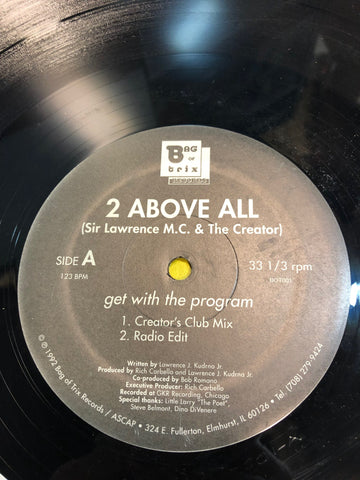 BAG
OF
brix
RECORDS
2 ABOVE ALL
(Sir Lawrence M.C. & The Creator)
SIDE A
33 1/3 rpm
123 BPM
BOT001
get with the program
1. Creator's Club Mix
2. Radio Edit
Written by Lawrence J. Kudrna Jr.
Produced by Rich Carbello and Lawrence J. Kudrna Jr.
Co-produced by Bob Romano
Executive Producer: Rich Carbello
Recorded at GKR Recording, Chicago
Special thanks: Little Larry "The Poet",
Steve Belmont, Dino DiVenere
© ℗ 1992 Bag of Trix Records / ASCAP • 324 E. Fullerton, Elmhurst, IL 60126 • Tel (708) 279-9424